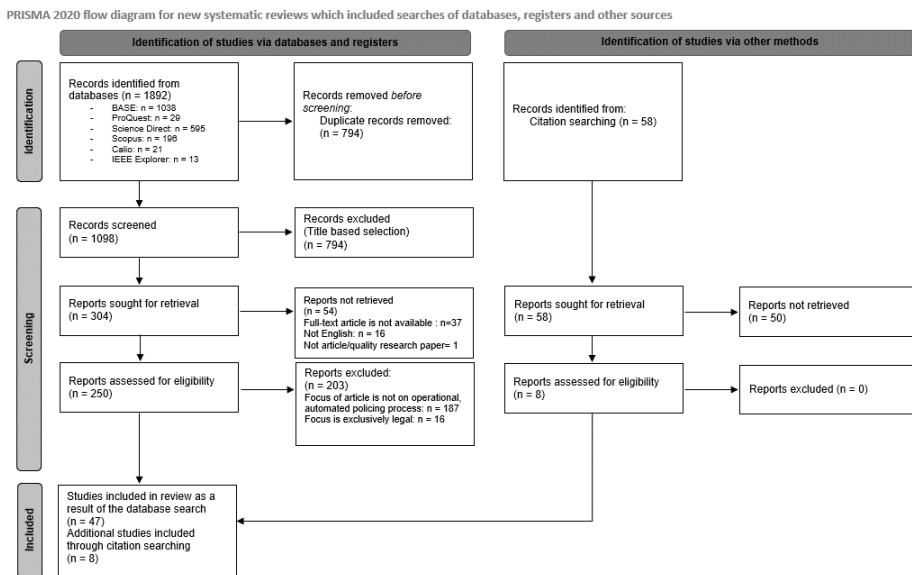 PRISMA 2020 flow diagram for new systematic reviews which included searches of databases, registers and other sources
Identification of studies via databases and registers
Identification of studies via other methods
Identification
Records identified from
databases (n = 1892)
- BASE: n = 1038
- ProQuest: n = 29
- Science Direct: n = 595
- Scopus: n = 196
- Calio: n = 21
- IEEE Explorer: n = 13
Records removed before
screening:
Duplicate records removed:
(n = 794)
Records identified from:
Citation searching (n = 58)
Screening
Records screened
(n = 1098)
Records excluded
(Title based selection)
(n = 794)
Reports sought for retrieval
(n = 304)
Reports not retrieved
(n = 54)
Full-text article is not available : n=37
Not English: n = 16
Not article/quality research paper= 1
Reports sought for retrieval
(n = 58)
Reports not retrieved
(n = 50)
Reports assessed for eligibility
(n = 250)
Reports excluded:
(n = 203)
Focus of article is not on operational,
automated policing process: n = 187
Focus is exclusively legal: n = 16
Reports assessed for eligibility
(n = 8)
Reports excluded (n = 0)
Included
Studies included in review as a
result of the database search
(n = 47)
Additional studies included
through citation searching
(n = 8)